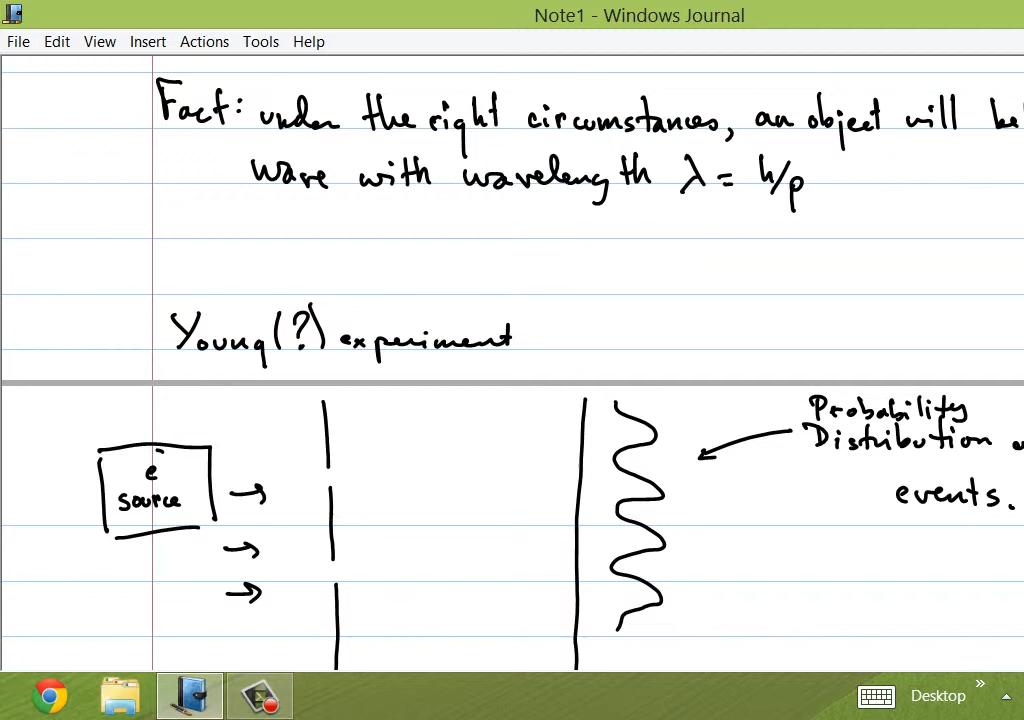 Note1 - Windows Journal
File Edit View Insert Actions Tools Help
Fact: under the right circumstances, an object will be
wave with wavelength λ = h/p
Young(?) experiment
Probability
Distribution
events.
e⁻
source
Desktop